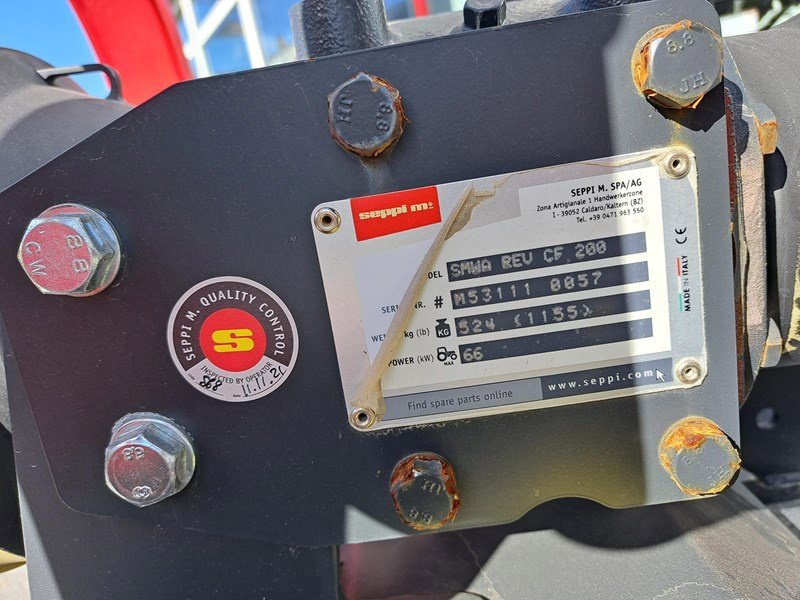 8.8
JH
8.8
JH
seppi m.
SEPPI M. SPA/AG
Zona Artigianale 1 Handwerkerzone
I - 39052 Caldaro/Kaltern (BZ)
Tel. +39 0471 963 550
MODEL SMWA REV CF 200
NR. # M53111 0057
kg (lb) KG 524 (1155)
POWER (kW) MAX 66
MADE IN ITALY CE
Find spare parts online www.seppi.com
8.8
CW
SEPPI M. QUALITY CONTROL
S
INSPECTED BY OPERATOR
date 11.11.21
8.8
JH
8.8